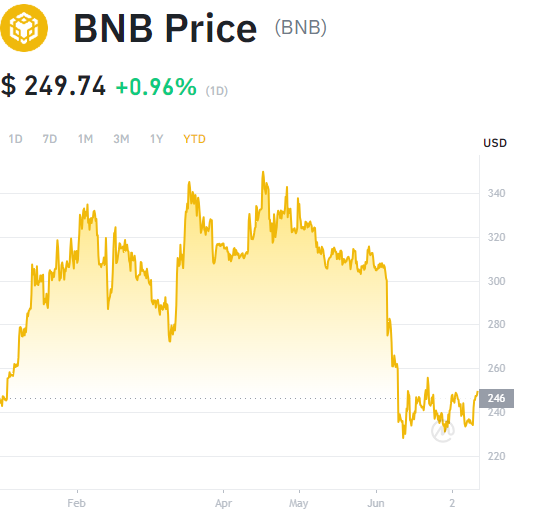 BNB Price (BNB)
$ 249.74 +0.96% (1D)
1D 7D 1M 3M 1Y YTD
USD
340
320
300
280
260
246
240
220
Feb Apr May Jun 2